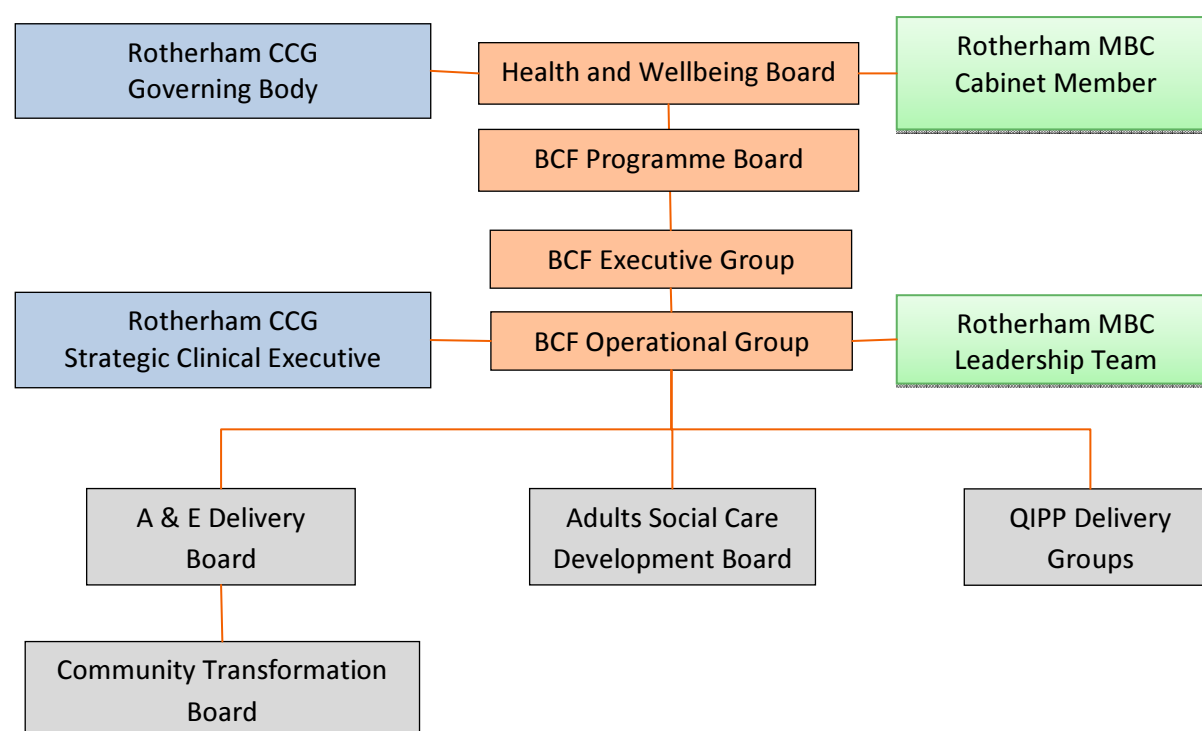 Rotherham CCG
Governing Body
Health and Wellbeing Board
Rotherham MBC
Cabinet Member
BCF Programme Board
BCF Executive Group
Rotherham CCG
Strategic Clinical Executive
BCF Operational Group
Rotherham MBC
Leadership Team
A & E Delivery
Board
Adults Social Care
Development Board
QIPP Delivery
Groups
Community Transformation
Board